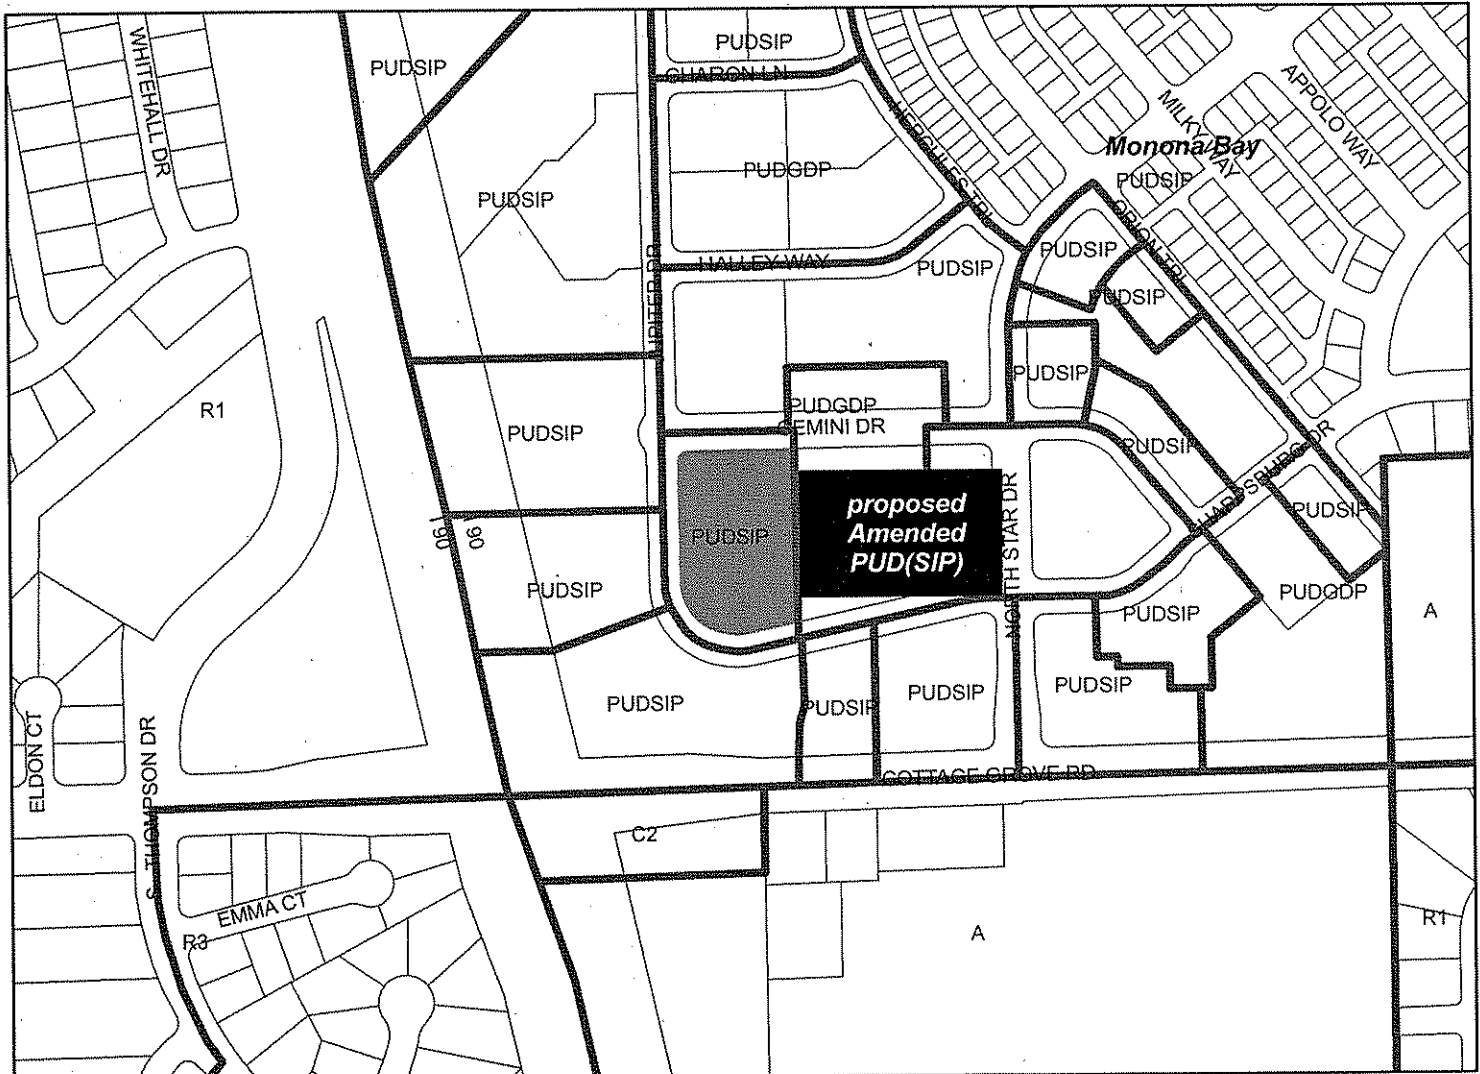 WHITEHALL DR
PUDSIP
PUDSIP
CHARON LN
HERCULES TRL
MILKY WAY
APPOLO WAY
Monona Bay
PUDSIP
PUDGDP
PUDSIP
ORION TRL
PUDSIP
HALLEY WAY
PUDSIP
PUDSIP
JPITER DR
PUDSIP
R1
PUDGDP
GEMINI DR
PUDSIP
PUDSIP
HARPSBURG DR
I 90
I 90
PUDSIP
proposed
Amended
PUD(SIP)
NORTH STAR DR
PUDSIP
PUDSIP
PUDSIP
PUDGDP
A
PUDSIP
PUDSIP
PUDSIP
PUDSIP
ELDON CT
S. THOMPSON DR
COTTAGE GROVE RD
C2
EMMA CT
R3
A
R1